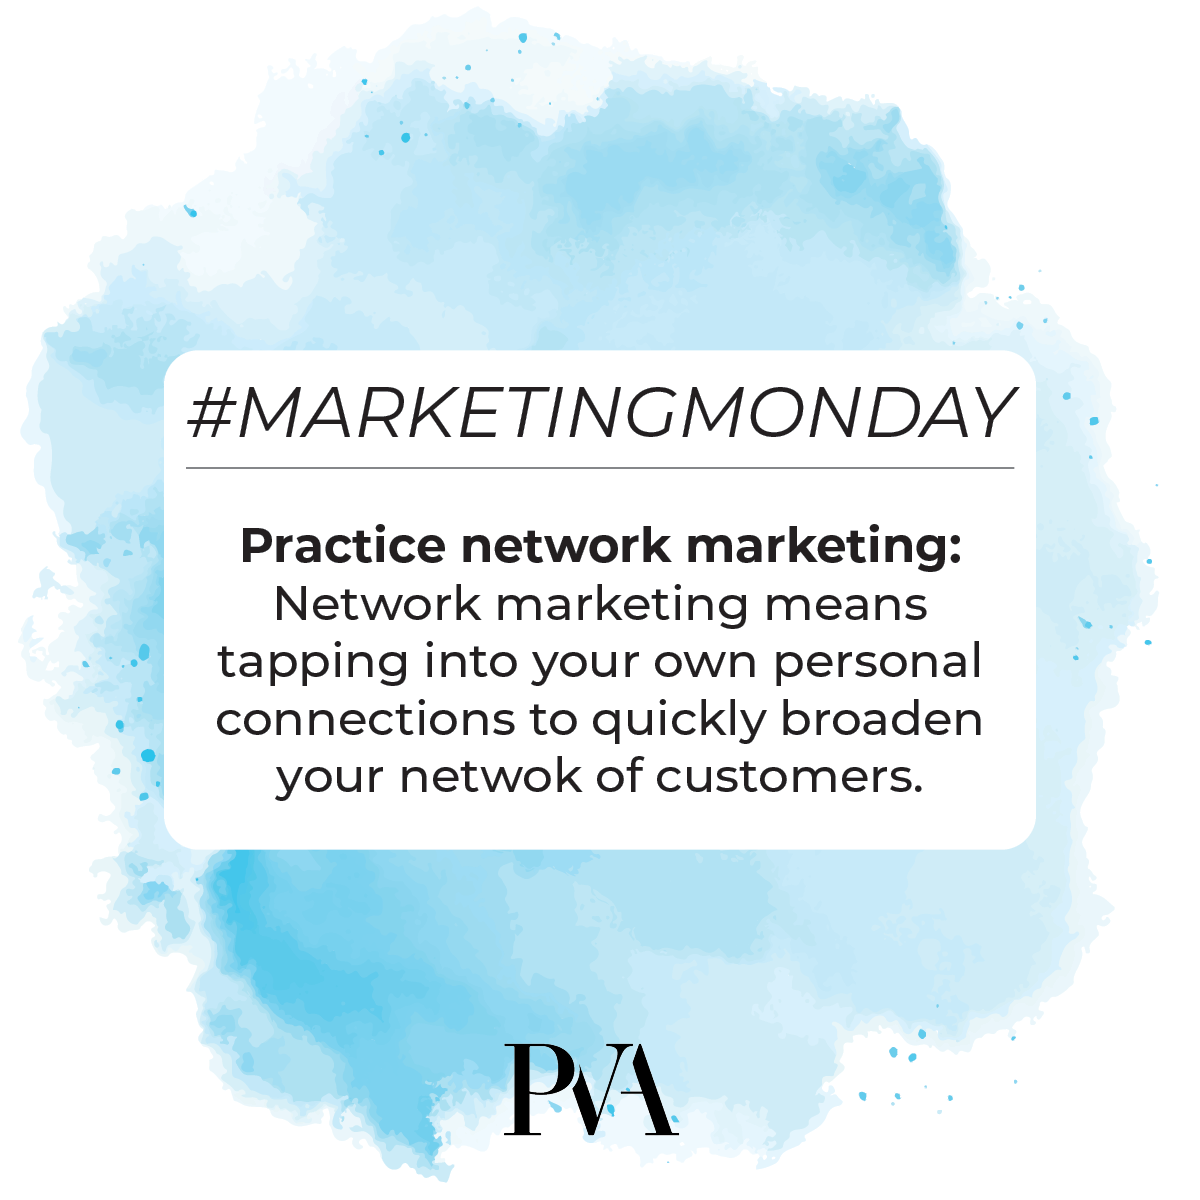 #MARKETINGMONDAY
Practice network marketing:
Network marketing means
tapping into your own personal
connections to quickly broaden
your netwok of customers.
PVA